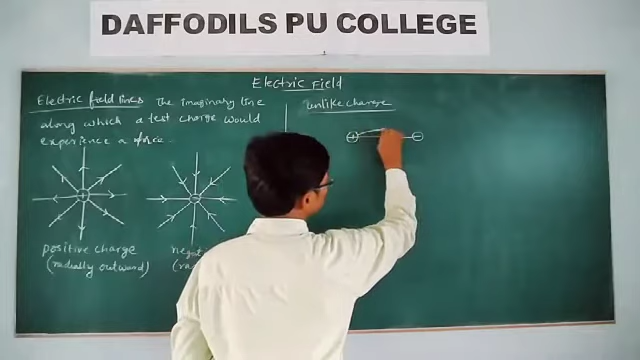 DAFFODILS PU COLLEGE
Electric Field
Electric field lines The imaginary line
along which a test charge would
experience a force.
unlike charge
+ −
+ −
positive charge
(radially outward)